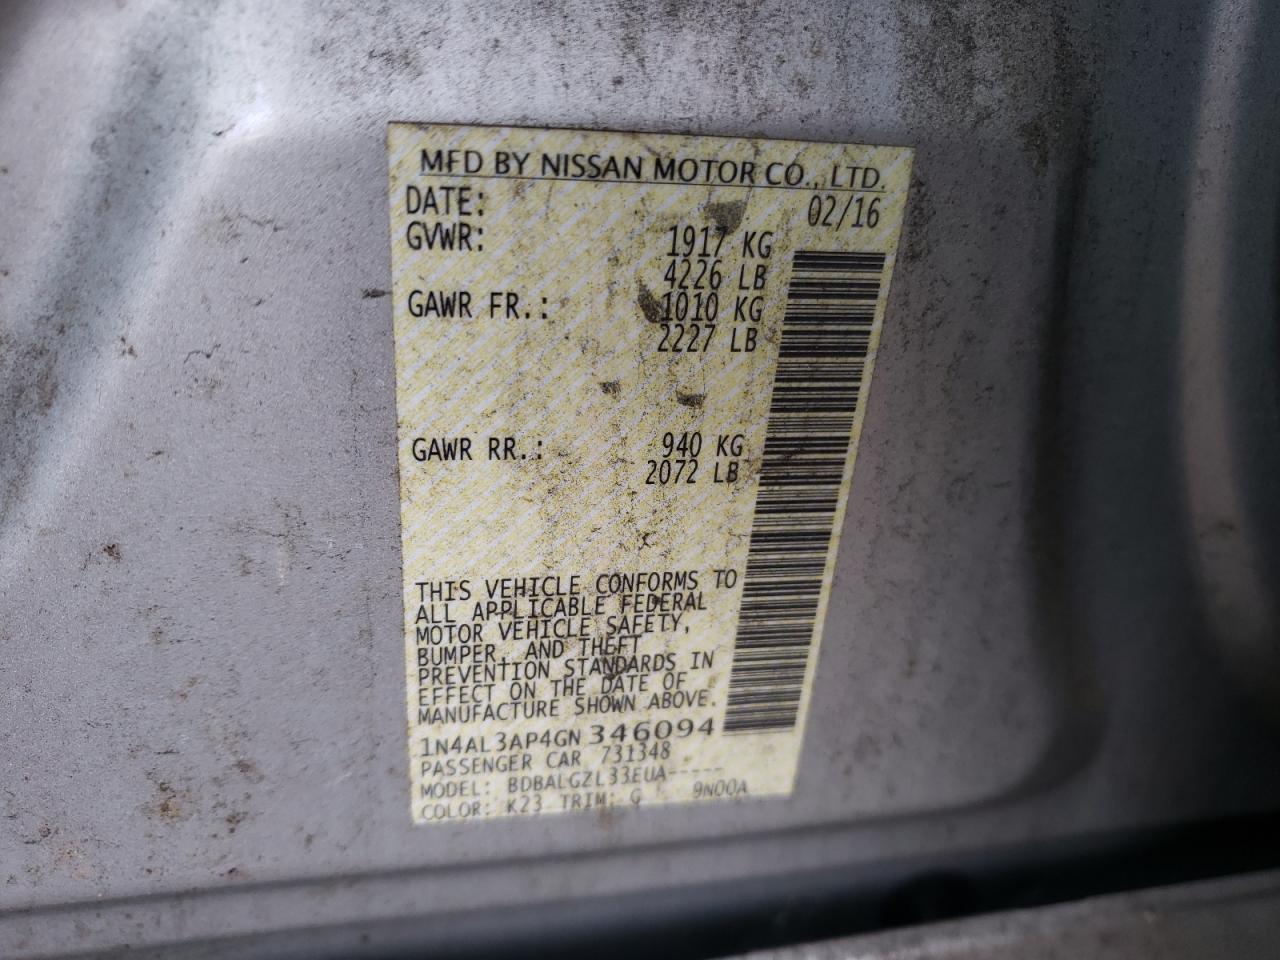 MFD BY NISSAN MOTOR CO., LTD.
DATE: 02/16
GVWR: 1917 KG
4226 LB
GAWR FR.: 1010 KG
2227 LB
GAWR RR.: 940 KG
2072 LB
THIS VEHICLE CONFORMS TO
ALL APPLICABLE FEDERAL
MOTOR VEHICLE SAFETY,
BUMPER, AND THEFT
PREVENTION STANDARDS IN
EFFECT ON THE DATE OF
MANUFACTURE SHOWN ABOVE.
1N4AL3AP4GN 346094
PASSENGER CAR 731348
MODEL: BDBALGZL33EUA-----
COLOR: K23 TRIM: G 9N00A